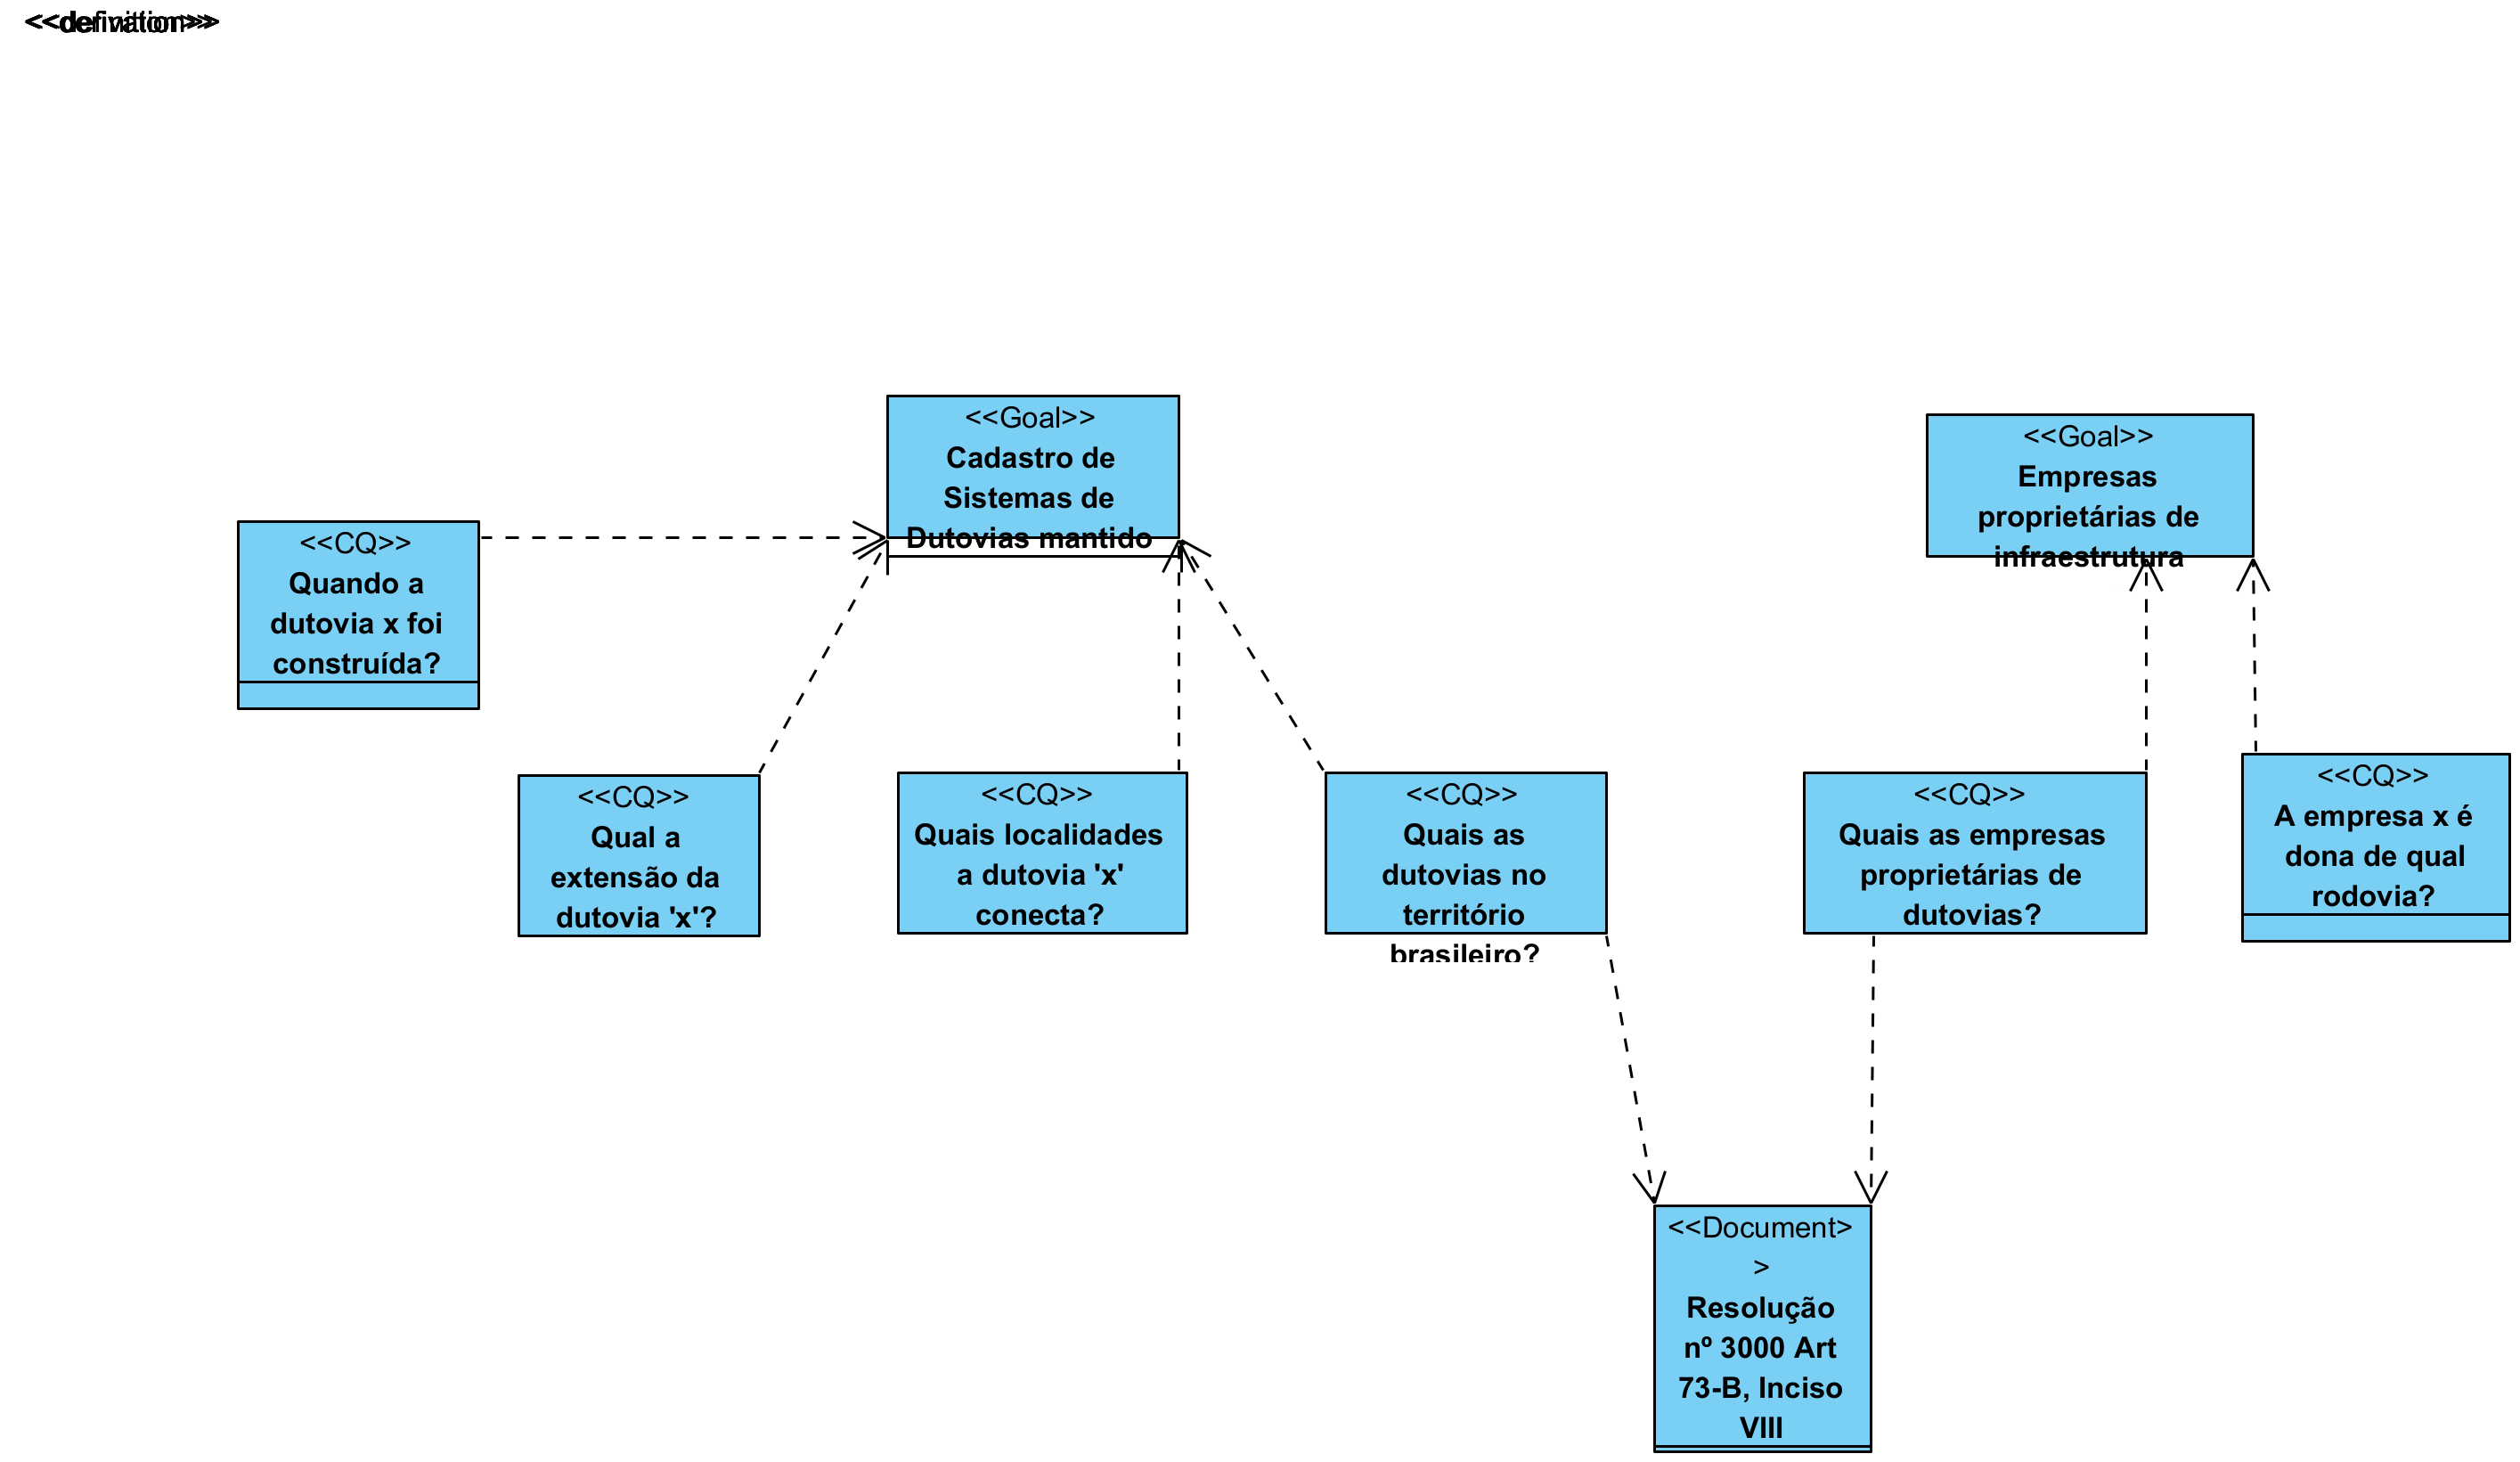 <<Goal>>
Cadastro de
Sistemas de
Dutovias mantido
<<Goal>>
Empresas
proprietárias de
infraestrutura
<<CQ>>
Quando a
dutovia x foi
construída?
<<CQ>>
Qual a
extensão da
dutovia 'x'?
<<CQ>>
Quais localidades
a dutovia 'x'
conecta?
<<CQ>>
Quais as
dutovias no
território
brasileiro?
<<CQ>>
Quais as empresas
proprietárias de
dutovias?
<<CQ>>
A empresa x é
dona de qual
rodovia?
<<Document>
>
Resolução
nº 3000 Art
73-B, Inciso
VIII